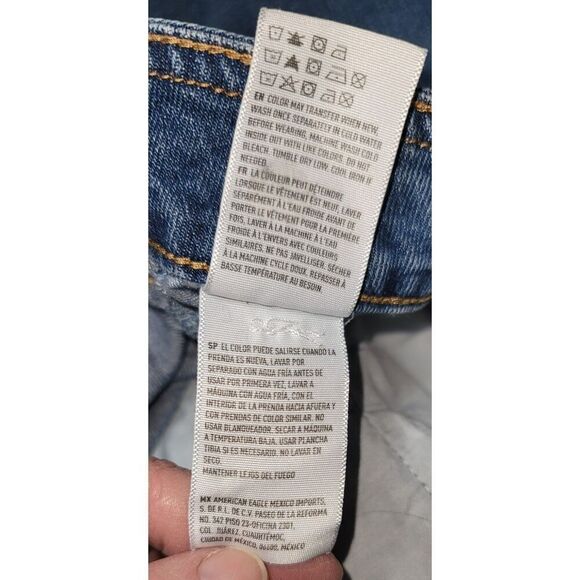 EN COLOR MAY TRANSFER WHEN NEW,
WASH ONCE SEPARATELY IN COLD WATER
BEFORE WEARING, MACHINE WASH COLD
INSIDE OUT WITH LIKE COLORS. DO NOT
BLEACH. TUMBLE DRY LOW. COOL IRON IF
NEEDED.
FR LA COULEUR PEUT DÉTEINDRE
LORSQUE LE VÊTEMENT EST NEUF, LAVER
SÉPARÉMENT À L'EAU FROIDE AVANT DE
PORTER LE VÊTEMENT POUR LA PREMIÈRE
FOIS, LAVER À LA MACHINE À L'EAU
FROIDE À L'ENVERS AVEC COULEURS
SIMILAIRES. NE PAS JAVELLISER. SÉCHER
À LA MACHINE CYCLE DOUX. REPASSER À
BASSE TEMPÉRATURE AU BESOIN.
SP EL COLOR PUEDE SALIRSE CUANDO LA
PRENDA ES NUEVA, LAVAR POR
SEPARADO CON AGUA FRÍA ANTES DE
USAR POR PRIMERA VEZ, LAVAR A
MÁQUINA CON AGUA FRÍA, CON EL
INTERIOR DE LA PRENDA HACIA AFUERA Y
CON PRENDAS DE COLOR SIMILAR. NO
USAR BLANQUEADOR. SECAR A MÁQUINA
A TEMPERATURA BAJA. USAR PLANCHA
TIBIA SI ES NECESARIO. NO LAVAR EN
SECO.
MANTENER LEJOS DEL FUEGO
MX AMERICAN EAGLE MEXICO IMPORTS,
S. DE R.L. DE C.V. PASEO DE LA REFORMA
NO. 342 PISO 23-OFICINA 2301,
COL. JUÁREZ, CUAUHTÉMOC,
CIUDAD DE MÉXICO, 06600, MÉXICO